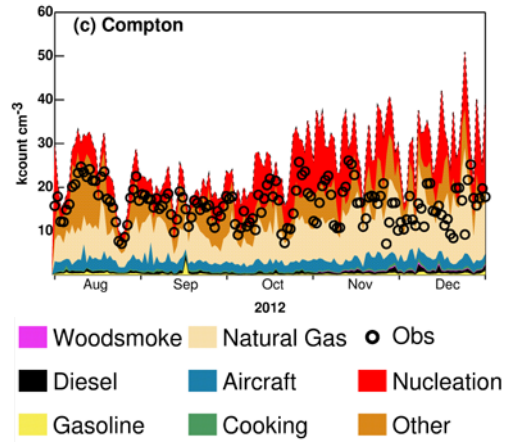 (c) Compton
60
50
40
30
20
10
kcount cm-3
Aug Sep Oct Nov Dec
2012
Woodsmoke Natural Gas Obs
Diesel Aircraft Nucleation
Gasoline Cooking Other